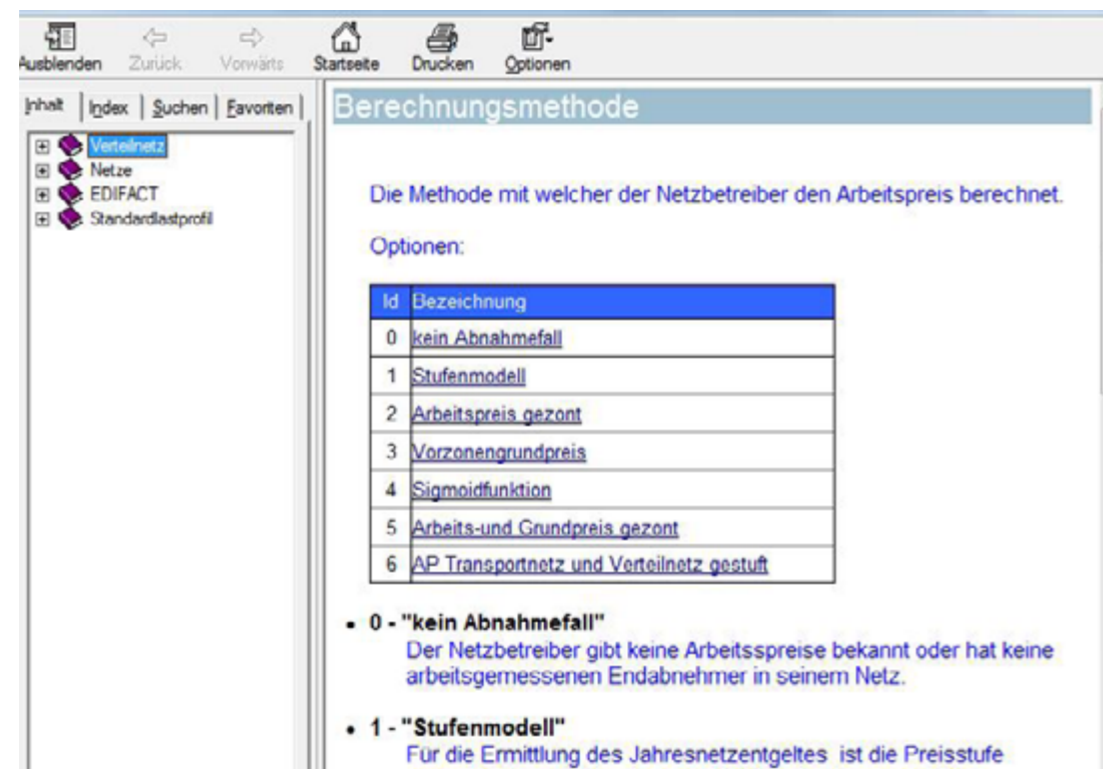 Ausblenden Zurück Vorwärts Startseite Drucken Optionen
Inhalt Index Suchen Favoriten
Verteilnetz
Netze
EDIFACT
Standardlastprofil
Berechnungsmethode
Die Methode mit welcher der Netzbetreiber den Arbeitspreis berechnet.
Optionen:
Id Bezeichnung
0 kein Abnahmefall
1 Stufenmodell
2 Arbeitspreis gezont
3 Vorzonengrundpreis
4 Sigmoidfunktion
5 Arbeits-und Grundpreis gezont
6 AP Transportnetz und Verteilnetz gestuft
• 0 - "kein Abnahmefall"
Der Netzbetreiber gibt keine Arbeitsspreise bekannt oder hat keine
arbeitsgemessenen Endabnehmer in seinem Netz.
• 1 - "Stufenmodell"
Für die Ermittlung des Jahresnetzentgeltes ist die Preisstufe